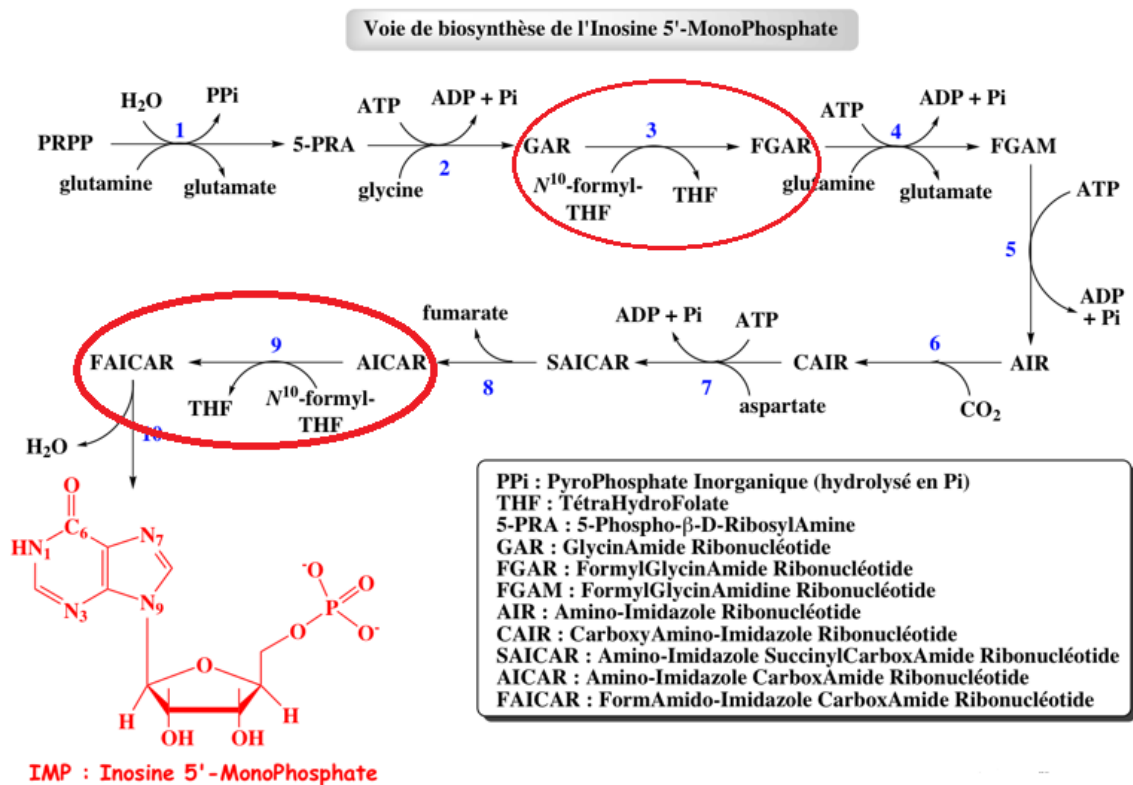 Voie de biosynthèse de l'Inosine 5'-MonoPhosphate
H2O PPi ATP ADP + Pi ATP ADP + Pi
PRPP 1 5-PRA 2 GAR 3 FGAR 4 FGAM
glutamine glutamate glycine N10-formyl-THF THF glutamine glutamate
ATP
5
ADP + Pi
fumarate ADP + Pi ATP
FAICAR 9 AICAR 8 SAICAR 7 CAIR 6 AIR
THF N10-formyl-THF aspartate CO2
H2O 10
O
C6
HN1 N7
N3 N9
-O O
P
O O-
O
H H
OH OH
IMP : Inosine 5'-MonoPhosphate
PPi : PyroPhosphate Inorganique (hydrolysé en Pi)
THF : TétraHydroFolate
5-PRA : 5-Phospho-β-D-RibosylAmine
GAR : GlycinAmide Ribonucléotide
FGAR : FormylGlycinAmide Ribonucléotide
FGAM : FormylGlycinAmidine Ribonucléotide
AIR : Amino-Imidazole Ribonucléotide
CAIR : CarboxyAmino-Imidazole Ribonucléotide
SAICAR : Amino-Imidazole SuccinylCarboxAmide Ribonucléotide
AICAR : Amino-Imidazole CarboxAmide Ribonucléotide
FAICAR : FormAmido-Imidazole CarboxAmide Ribonucléotide